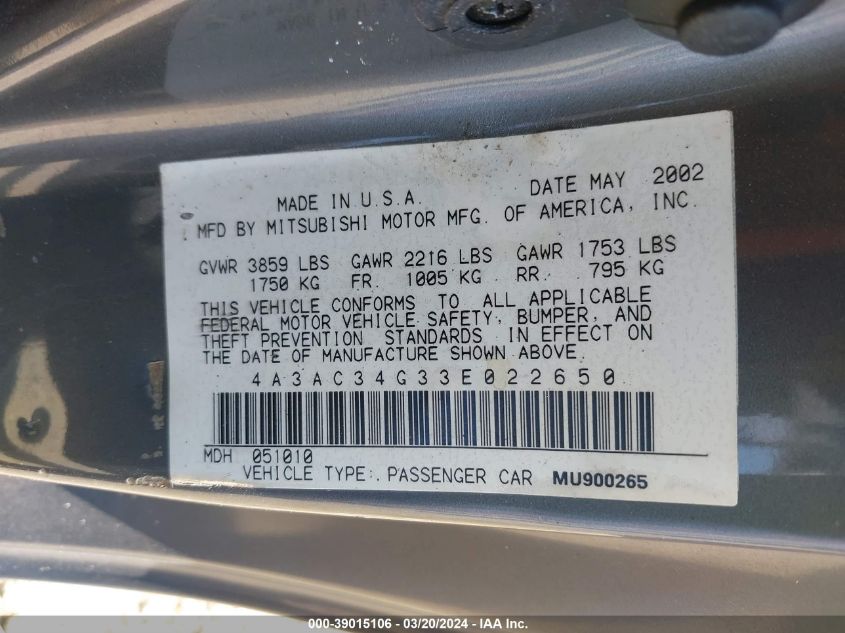 MADE IN U.S.A. DATE MAY 2002
MFD BY MITSUBISHI MOTOR MFG. OF AMERICA, INC.
GVWR 3859 LBS GAWR 2216 LBS GAWR 1753 LBS
1750 KG FR. 1005 KG RR. 795 KG
THIS VEHICLE CONFORMS TO ALL APPLICABLE
FEDERAL MOTOR VEHICLE SAFETY, BUMPER, AND
THEFT PREVENTION STANDARDS IN EFFECT ON
THE DATE OF MANUFACTURE SHOWN ABOVE.
4A3AC34G33E022650
MDH 051010
VEHICLE TYPE: PASSENGER CAR MU900265
000-39015106 - 03/20/2024 - IAA Inc.